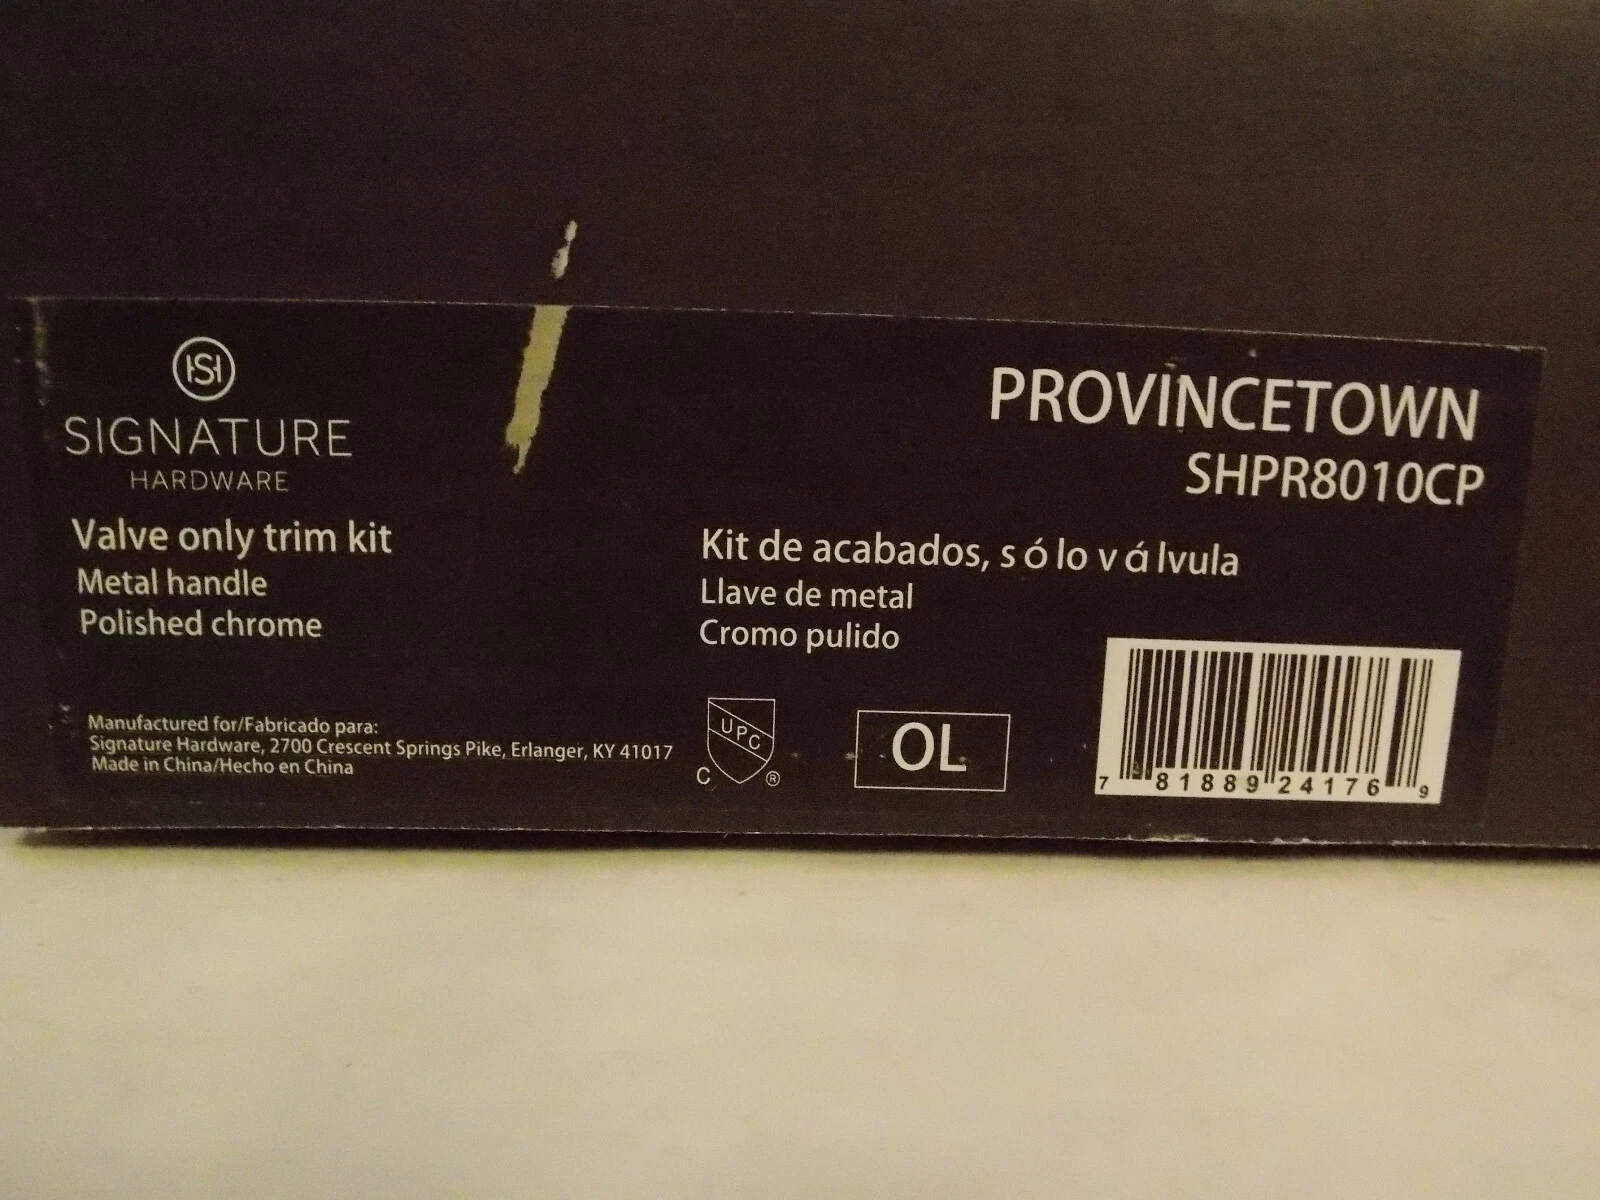 HSH
SIGNATURE
HARDWARE
Valve only trim kit
Metal handle
Polished chrome
PROVINCETOWN
SHPR8010CP
Kit de acabados, s ó lo v á lvula
Llave de metal
Cromo pulido
Manufactured for/Fabricado para:
Signature Hardware, 2700 Crescent Springs Pike, Erlanger, KY 41017
Made in China/Hecho en China
UPC
C ®
OL
7 81889 24176 9